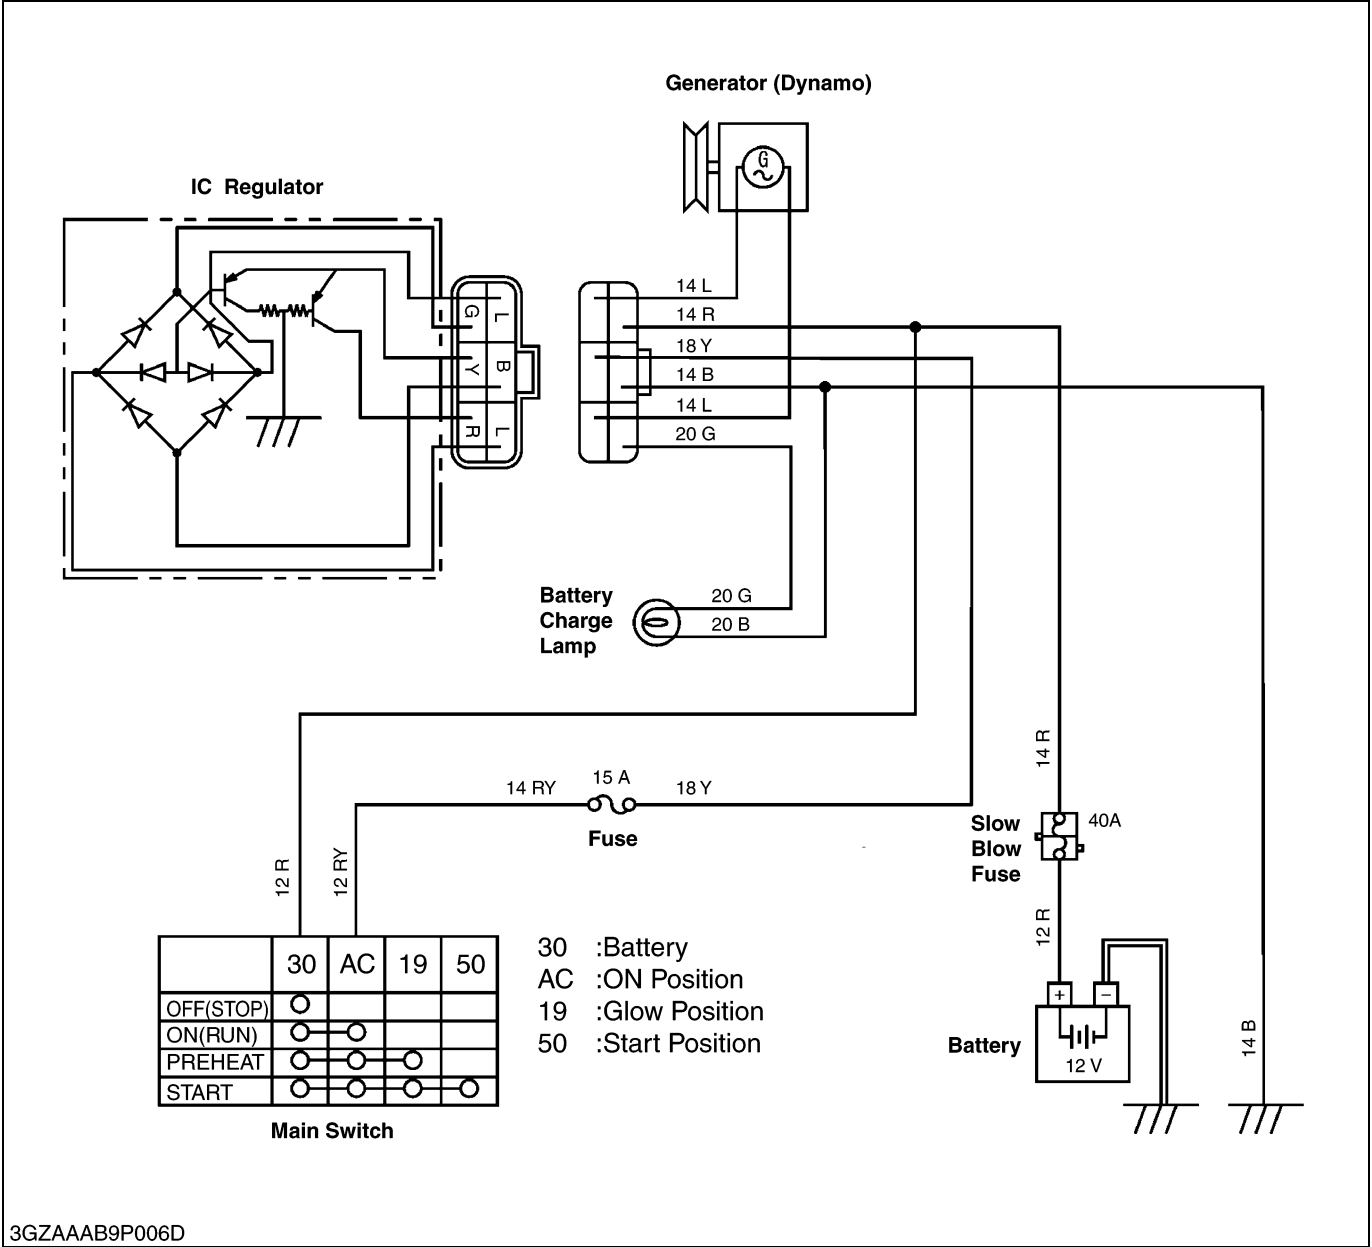 Generator (Dynamo)
G
IC Regulator
G L
Y B
R L
14 L
14 R
18 Y
14 B
14 L
20 G
Battery
Charge
Lamp
20 G
20 B
14 RY
15 A
18 Y
Fuse
12 R
12 RY
14 R
Slow
Blow
Fuse
40A
12 R
14 B
+ −
Battery
12 V
30 AC 19 50
OFF(STOP)
ON(RUN)
PREHEAT
START
Main Switch
30 :Battery
AC :ON Position
19 :Glow Position
50 :Start Position
3GZAAAB9P006D